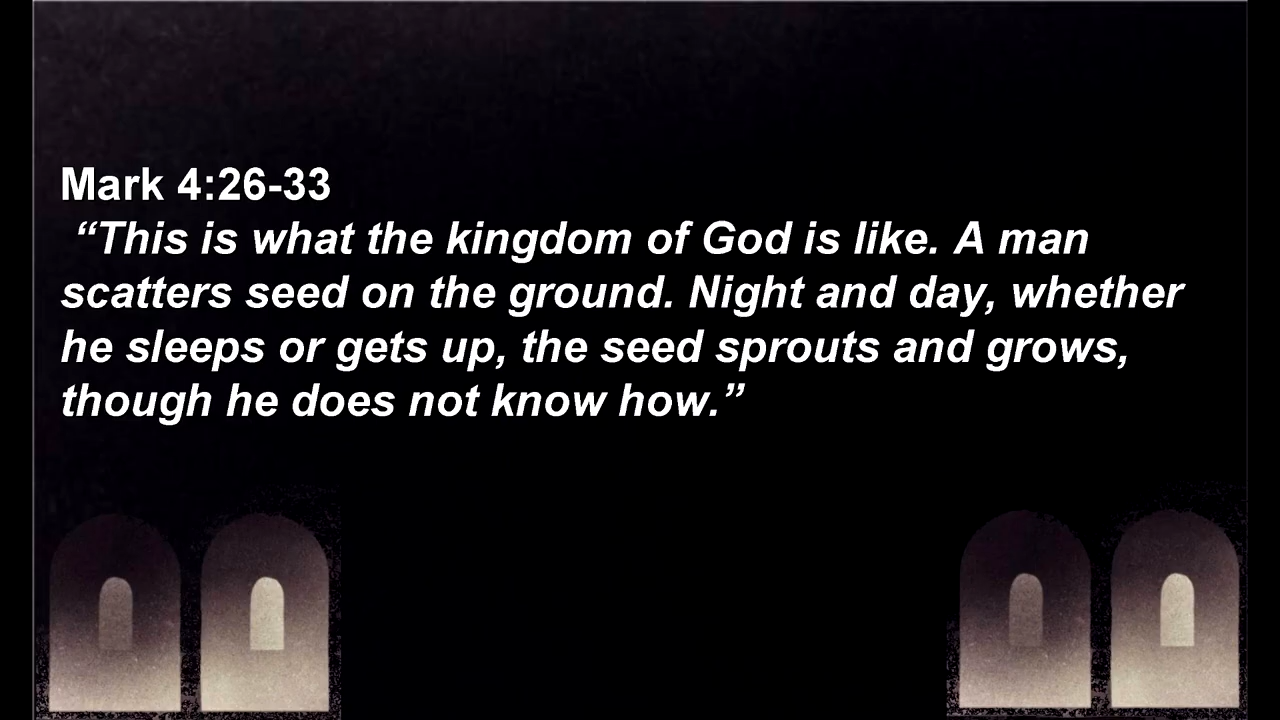 Mark 4:26-33
“This is what the kingdom of God is like. A man
scatters seed on the ground. Night and day, whether
he sleeps or gets up, the seed sprouts and grows,
though he does not know how.”